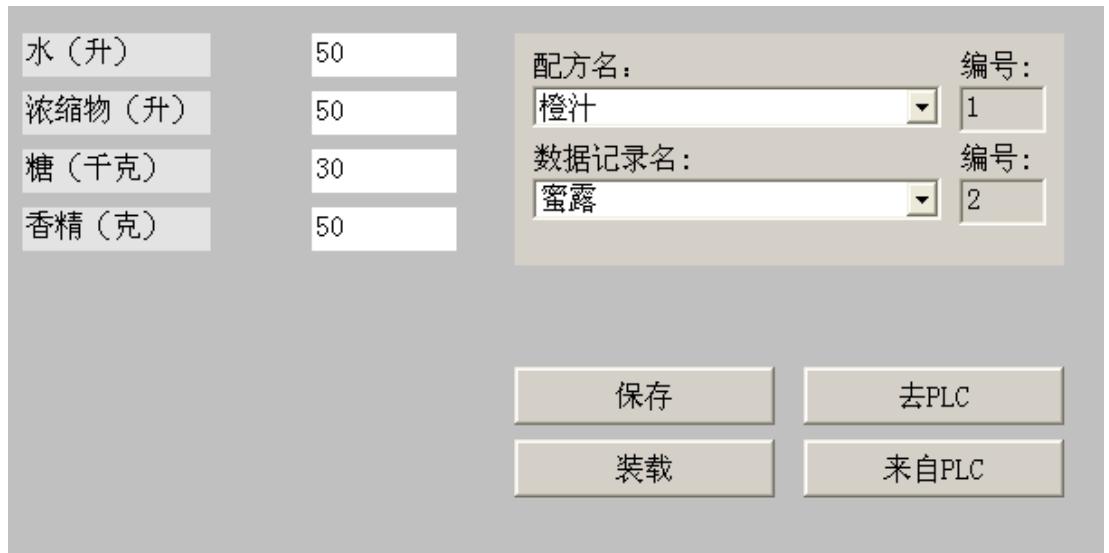 水（升）
50
浓缩物（升）
50
糖（千克）
30
香精（克）
50
配方名：
编号:
橙汁
1
数据记录名:
编号:
蜜露
2
保存
去PLC
装载
来自PLC